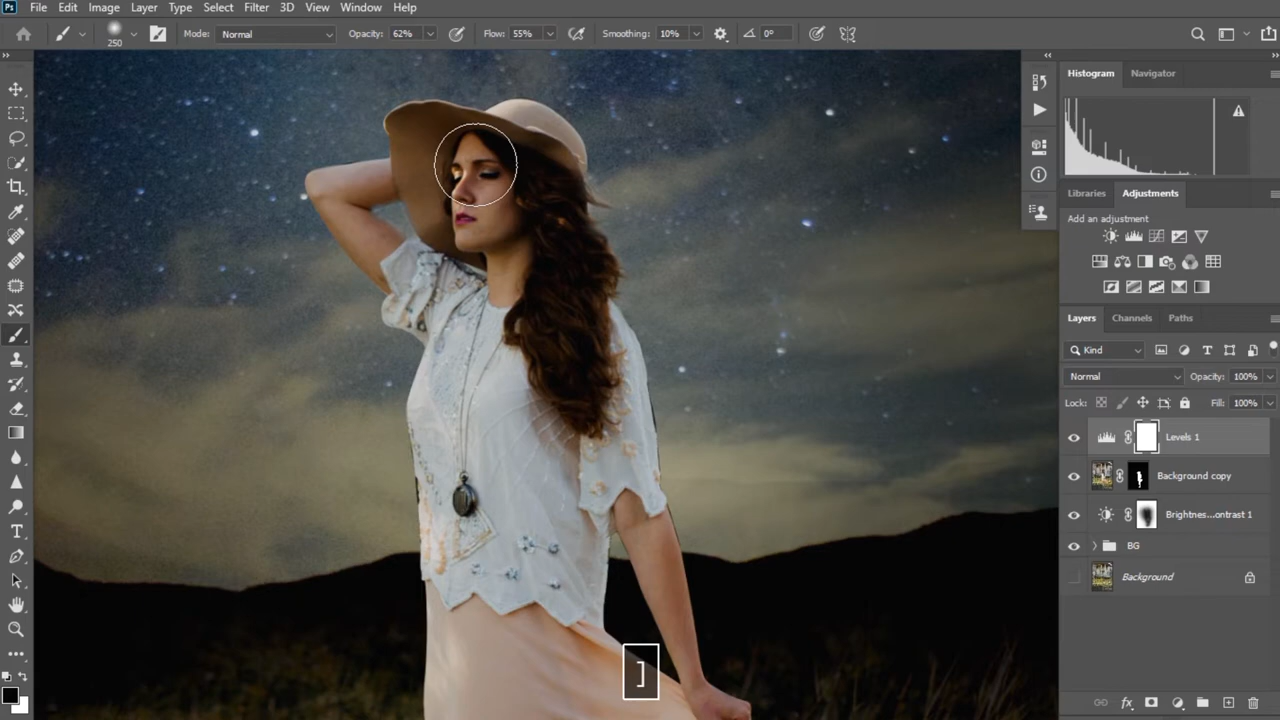 Ps File Edit Image Layer Type Select Filter 3D View Window Help
250 Mode: Normal Opacity: 62% Flow: 55% Smoothing: 10% 0°
Histogram Navigator
Libraries Adjustments
Add an adjustment
Layers Channels Paths
Kind
Normal Opacity: 100%
Lock: Fill: 100%
Levels 1
Background copy
Brightnes...ontrast 1
BG
Background
]